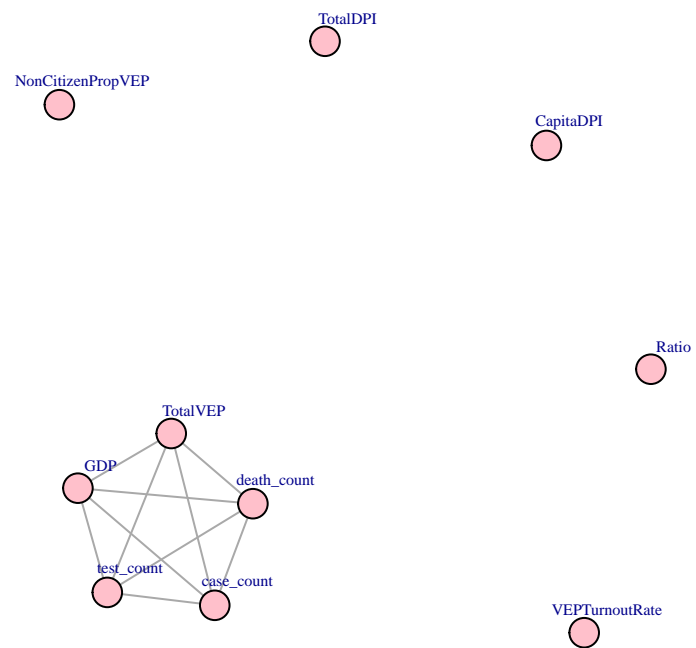 TotalDPI
NonCitizenPropVEP
CapitaDPI
Ratio
TotalVEP
GDP
death_count
test_count
case_count
VEPTurnoutRate